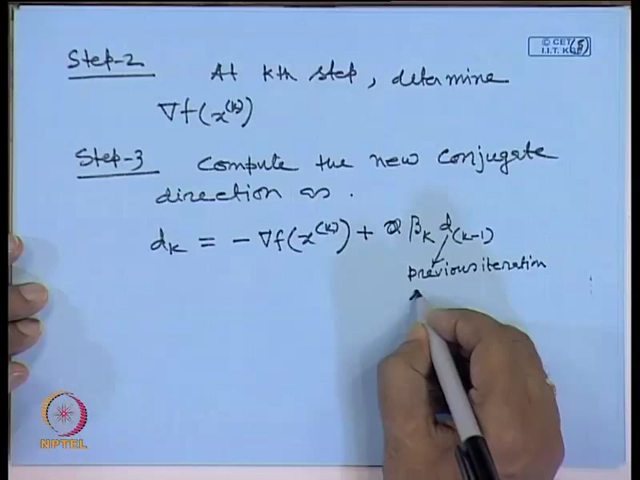 © CET
I.I.T. KGP
Step-2 At kth step, determine
∇f(x^(k))
Step-3 Compute the new conjugate
direction as.
d_k = - ∇f(x^(k)) + β_k d_(k-1)
previous iteration
NPTEL